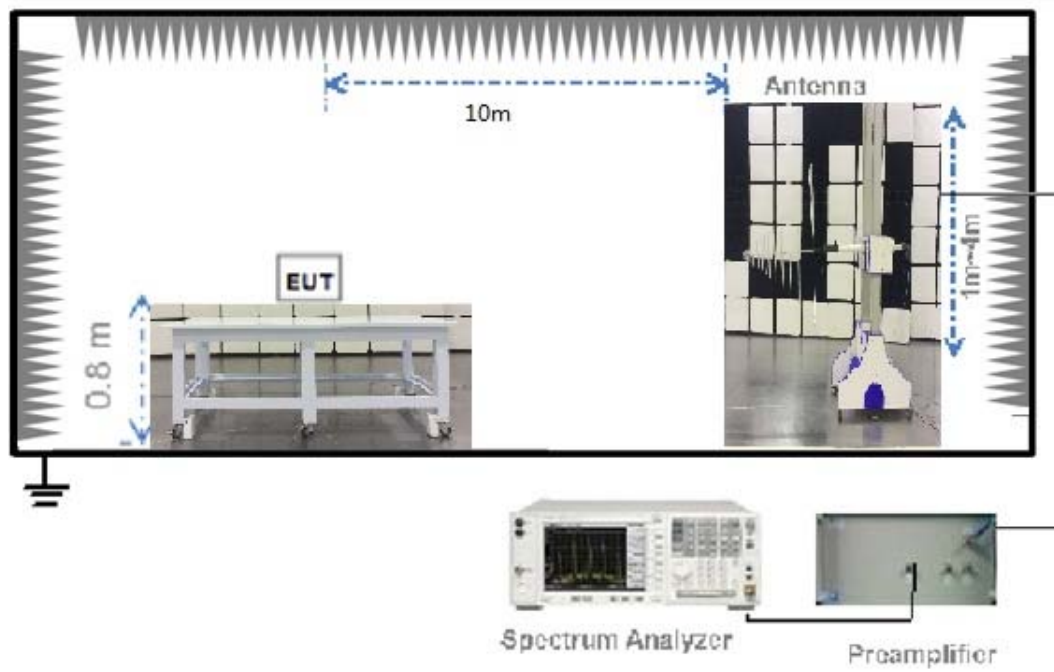 Antenna
10m
1m~4m
EUT
0.8 m
Spectrum Analyzer
Preamplifier